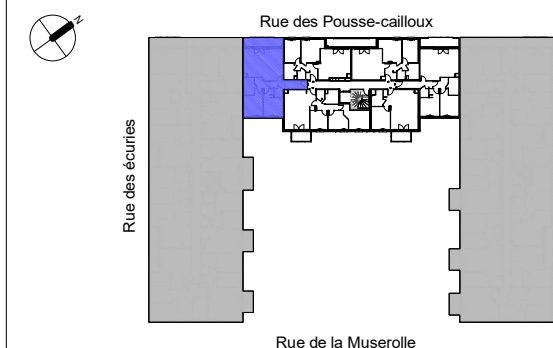 N
Rue des Pousse-cailloux
Rue des écuries
Rue de la Muserolle